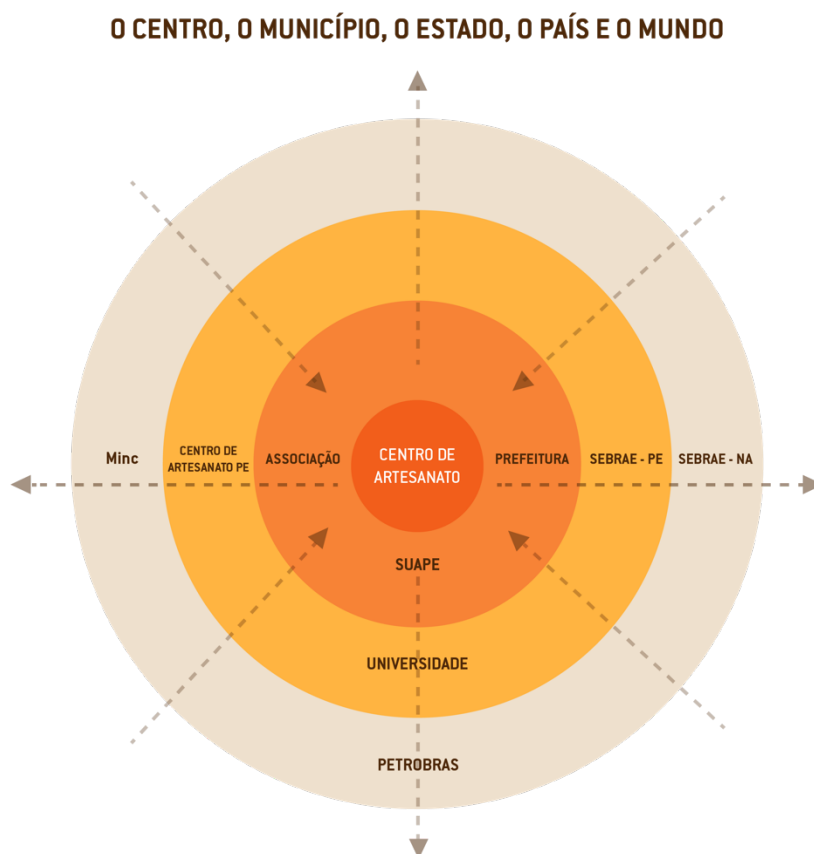 O CENTRO, O MUNICÍPIO, O ESTADO, O PAÍS E O MUNDO
Minc
CENTRO DE
ARTESANATO PE
ASSOCIAÇÃO
CENTRO DE
ARTESANATO
PREFEITURA
SEBRAE - PE
SEBRAE - NA
SUAPE
UNIVERSIDADE
PETROBRAS